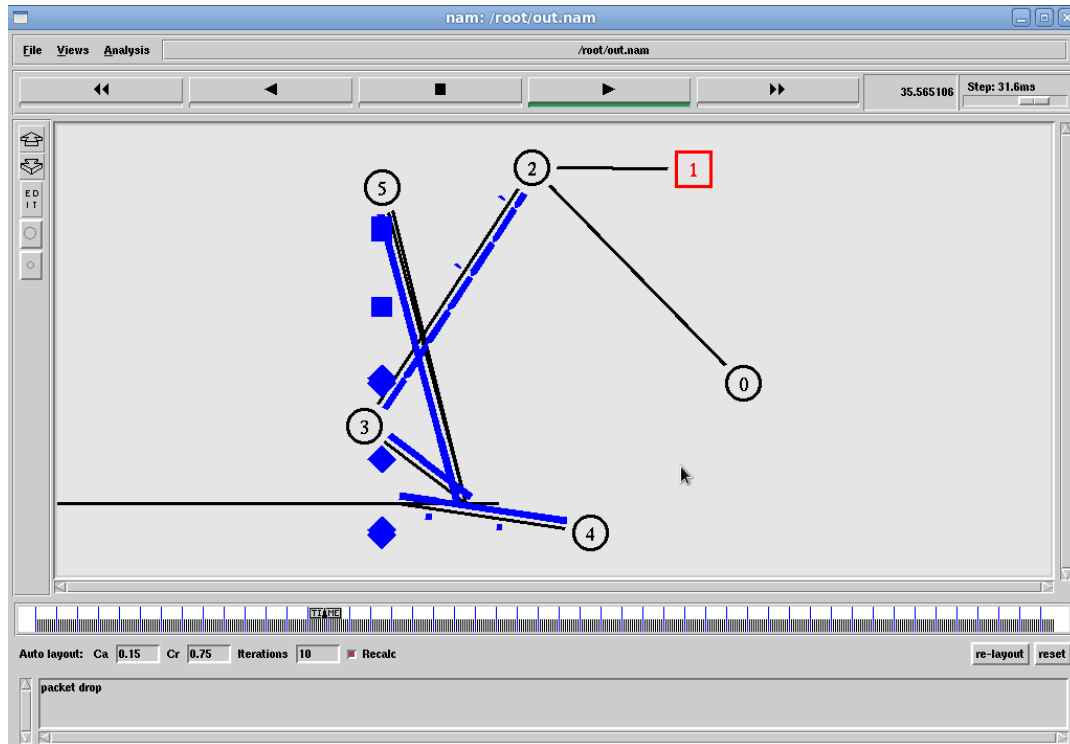 nam: /root/out.nam
File Views Analysis /root/out.nam
35.565106 Step: 31.6ms
E D
I T
2
1
5
0
3
4
TIME
Auto layout: Ca 0.15 Cr 0.75 Iterations 10 Recalc re-layout reset
packet drop